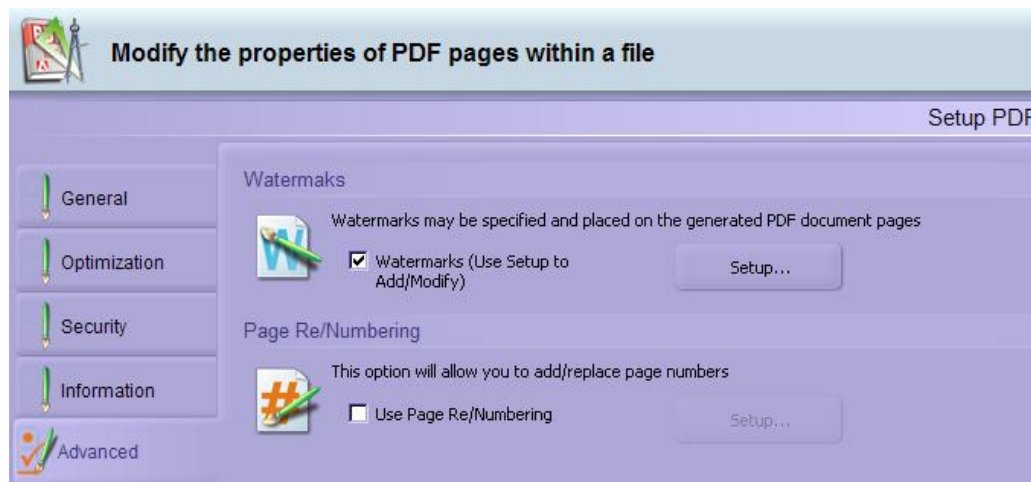 Modify the properties of PDF pages within a file
Setup PDF
General
Optimization
Security
Information
Advanced
Watermaks
Watermarks may be specified and placed on the generated PDF document pages
Watermarks (Use Setup to
Add/Modify)
Setup...
Page Re/Numbering
This option will allow you to add/replace page numbers
Use Page Re/Numbering
Setup...